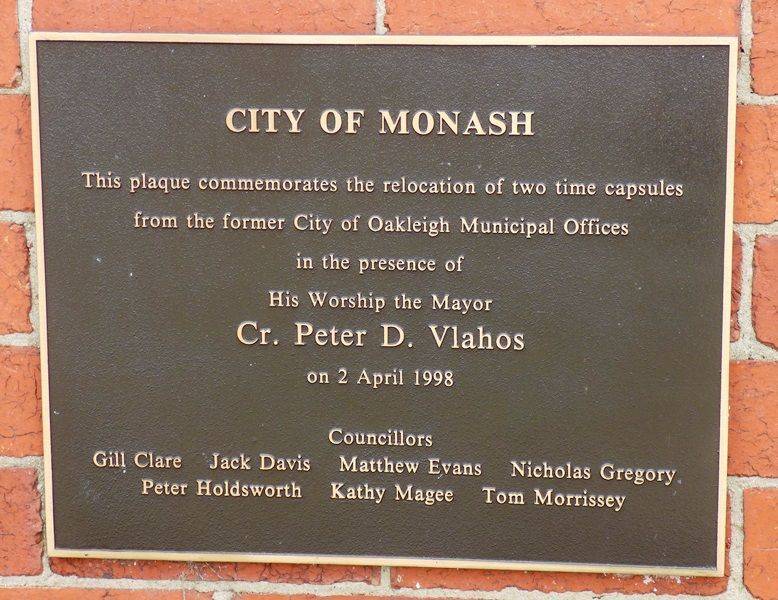 CITY OF MONASH
This plaque commemorates the relocation of two time capsules
from the former City of Oakleigh Municipal Offices
in the presence of
His Worship the Mayor
Cr. Peter D. Vlahos
on 2 April 1998
Councillors
Gill Clare Jack Davis Matthew Evans Nicholas Gregory
Peter Holdsworth Kathy Magee Tom Morrissey